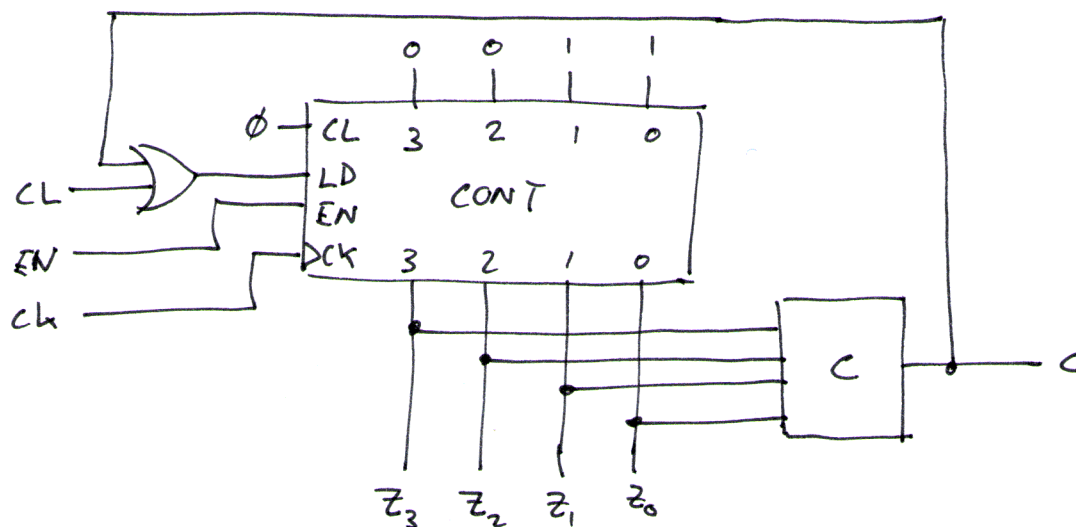 0 0 1 1
Ø CL 3 2 1 0
CL LD CONT
EN EN
Ck CK 3 2 1 0
C C
Z3 Z2 Z1 Z0